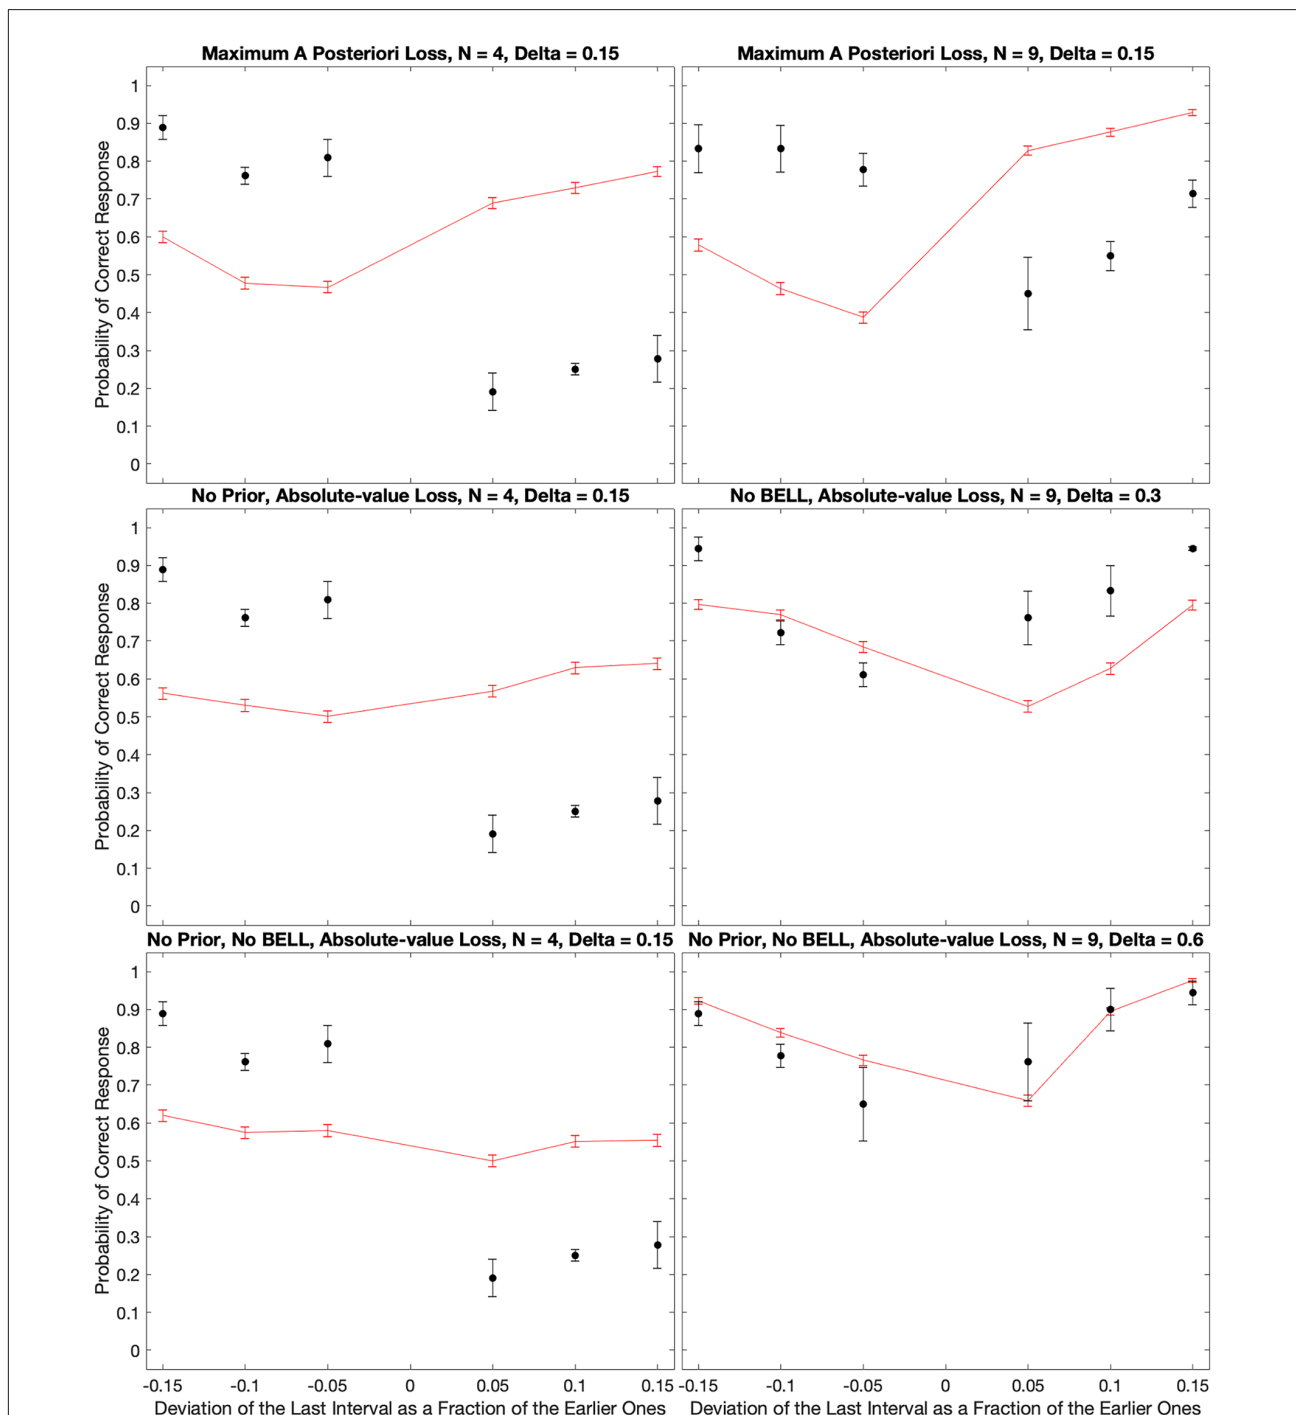 Maximum A Posteriori Loss, N = 4, Delta = 0.15
Maximum A Posteriori Loss, N = 9, Delta = 0.15
1
0.9
0.8
0.7
0.6
0.5
0.4
0.3
0.2
0.1
0
Probability of Correct Response
No Prior, Absolute-value Loss, N = 4, Delta = 0.15
No BELL, Absolute-value Loss, N = 9, Delta = 0.3
1
0.9
0.8
0.7
0.6
0.5
0.4
0.3
0.2
0.1
0
Probability of Correct Response
No Prior, No BELL, Absolute-value Loss, N = 4, Delta = 0.15
No Prior, No BELL, Absolute-value Loss, N = 9, Delta = 0.6
1
0.9
0.8
0.7
0.6
0.5
0.4
0.3
0.2
0.1
0
Probability of Correct Response
-0.15 -0.1 -0.05 0 0.05 0.1 0.15
-0.15 -0.1 -0.05 0 0.05 0.1 0.15
Deviation of the Last Interval as a Fraction of the Earlier Ones
Deviation of the Last Interval as a Fraction of the Earlier Ones